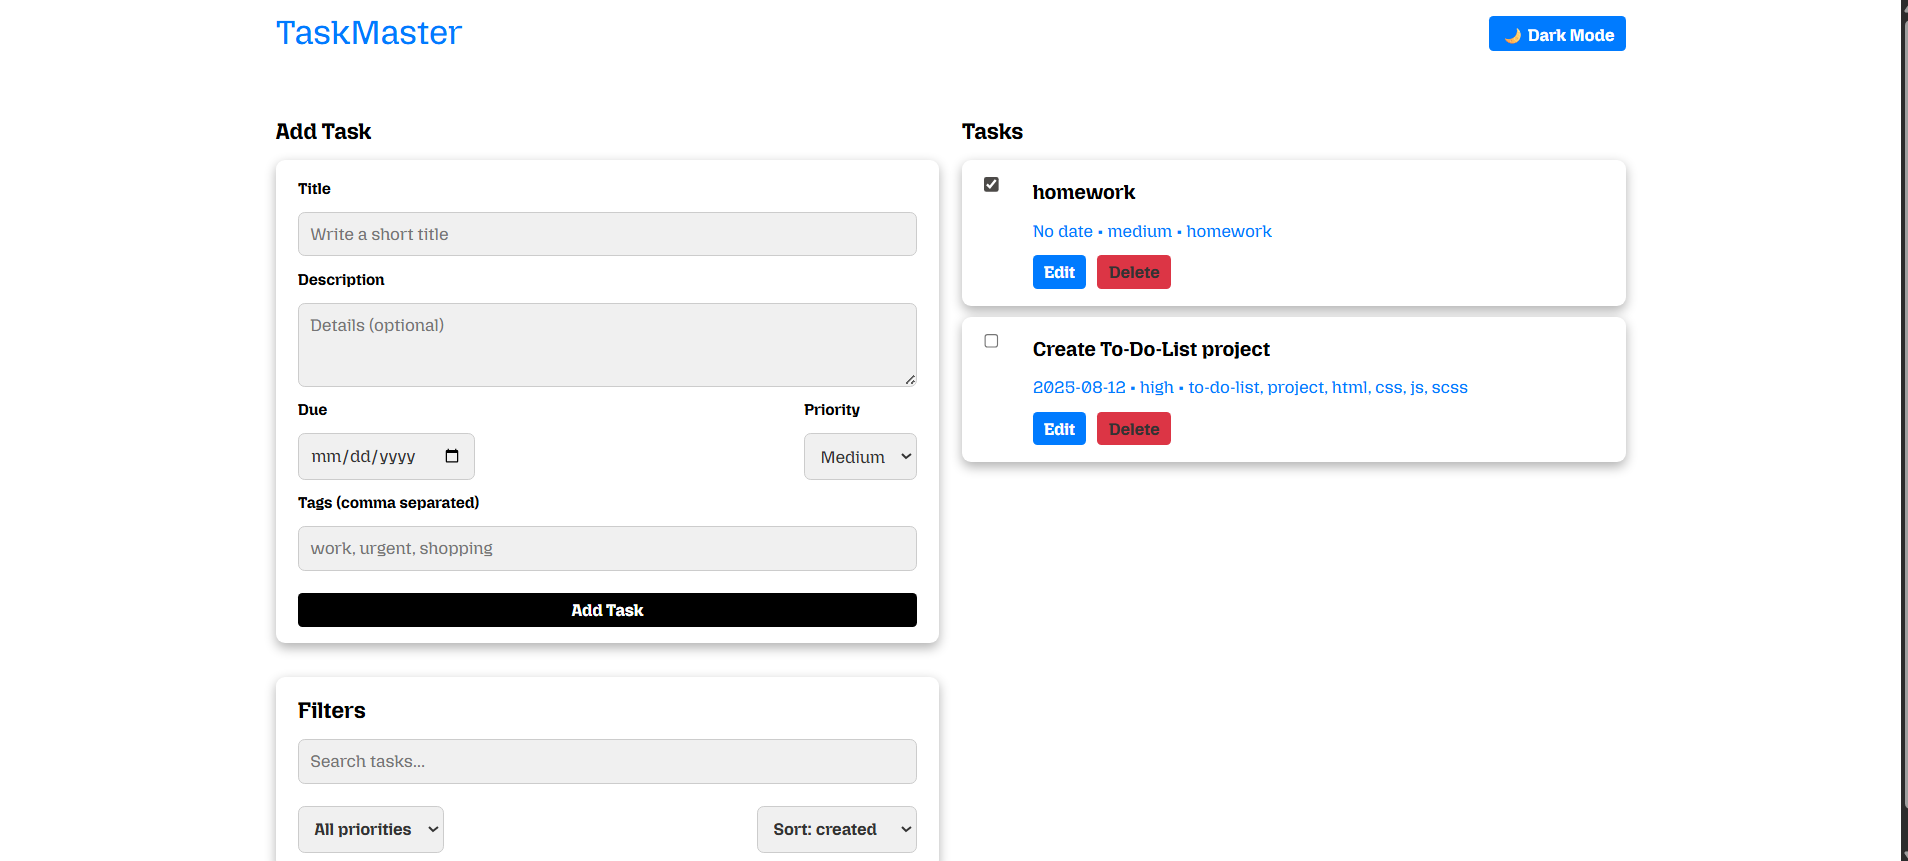 TaskMaster
🌙 Dark Mode
Add Task
Title
Write a short title
Description
Details (optional)
Due
Priority
mm/dd/yyyy
Medium
Tags (comma separated)
work, urgent, shopping
Add Task
Filters
Search tasks...
All priorities
Sort: created
Tasks
homework
No date • medium • homework
Edit
Delete
Create To-Do-List project
2025-08-12 • high • to-do-list, project, html, css, js, scss
Edit
Delete